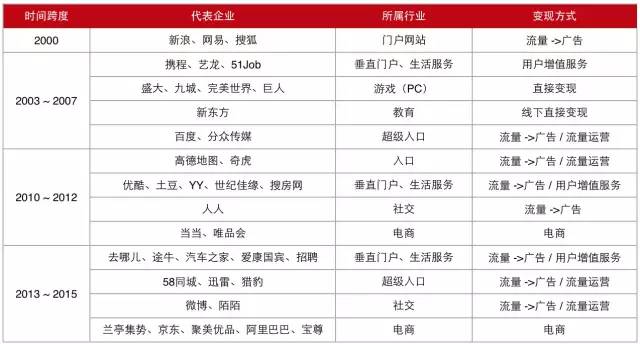 时间跨度 代表企业 所属行业 变现方式
2000 新浪、网易、搜狐 门户网站 流量 ->广告
2003 ~ 2007 携程、艺龙、51Job 垂直门户、生活服务 用户增值服务
盛大、九城、完美世界、巨人 游戏（PC） 直接变现
新东方 教育 线下直接变现
百度、分众传媒 超级人口 流量 ->广告 / 流量运营
2010 ~ 2012 高德地图、奇虎 人口 流量 ->广告 / 流量运营
优酷、土豆、YY、世纪佳缘、搜房网 垂直门户、生活服务 流量 ->广告 / 用户增值服务
人人 社交 流量 ->广告
当当、唯品会 电商 电商
2013 ~ 2015 去哪儿、途牛、汽车之家、爱康国宾、招聘 垂直门户、生活服务 流量 ->广告 / 用户增值服务
58同城、迅雷、猎豹 超级人口 流量 ->广告 / 流量运营
微博、陌陌 社交 流量 ->广告 / 流量运营
兰亭集势、京东、聚美优品、阿里巴巴、宝尊 电商 电商